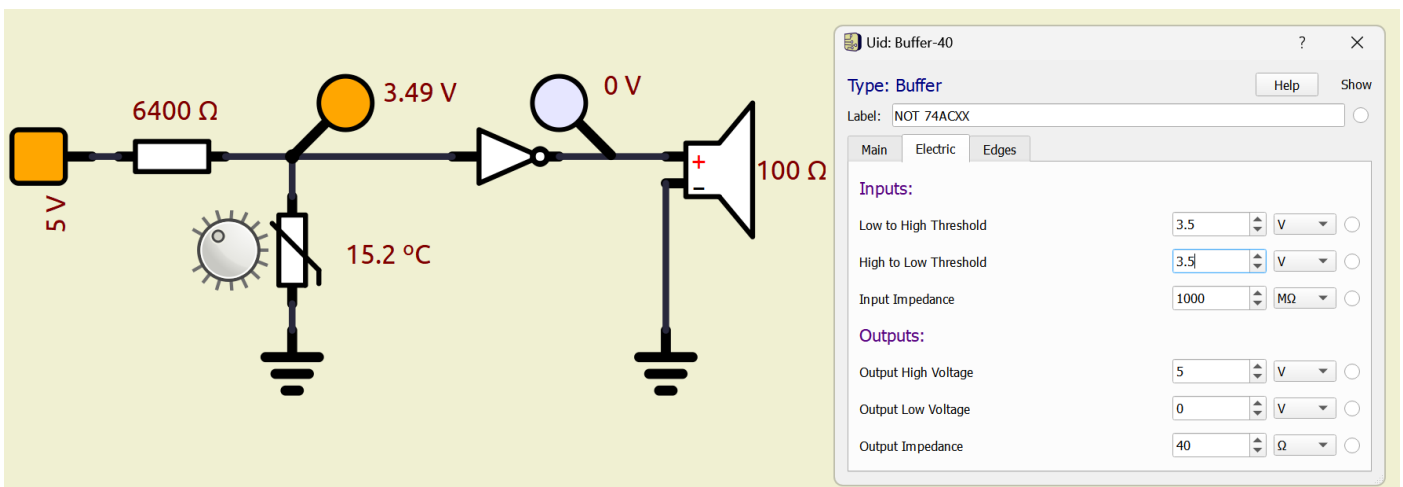 6400 Ω
3.49 V
0 V
5 V
15.2 ºC
+
−
100 Ω
Uid: Buffer-40
?
Type: Buffer
Help
Show
Label:
NOT 74ACXX
Main
Electric
Edges
Inputs:
Low to High Threshold
3.5
V
High to Low Threshold
3.5
V
Input Impedance
1000
MΩ
Outputs:
Output High Voltage
5
V
Output Low Voltage
0
V
Output Impedance
40
Ω